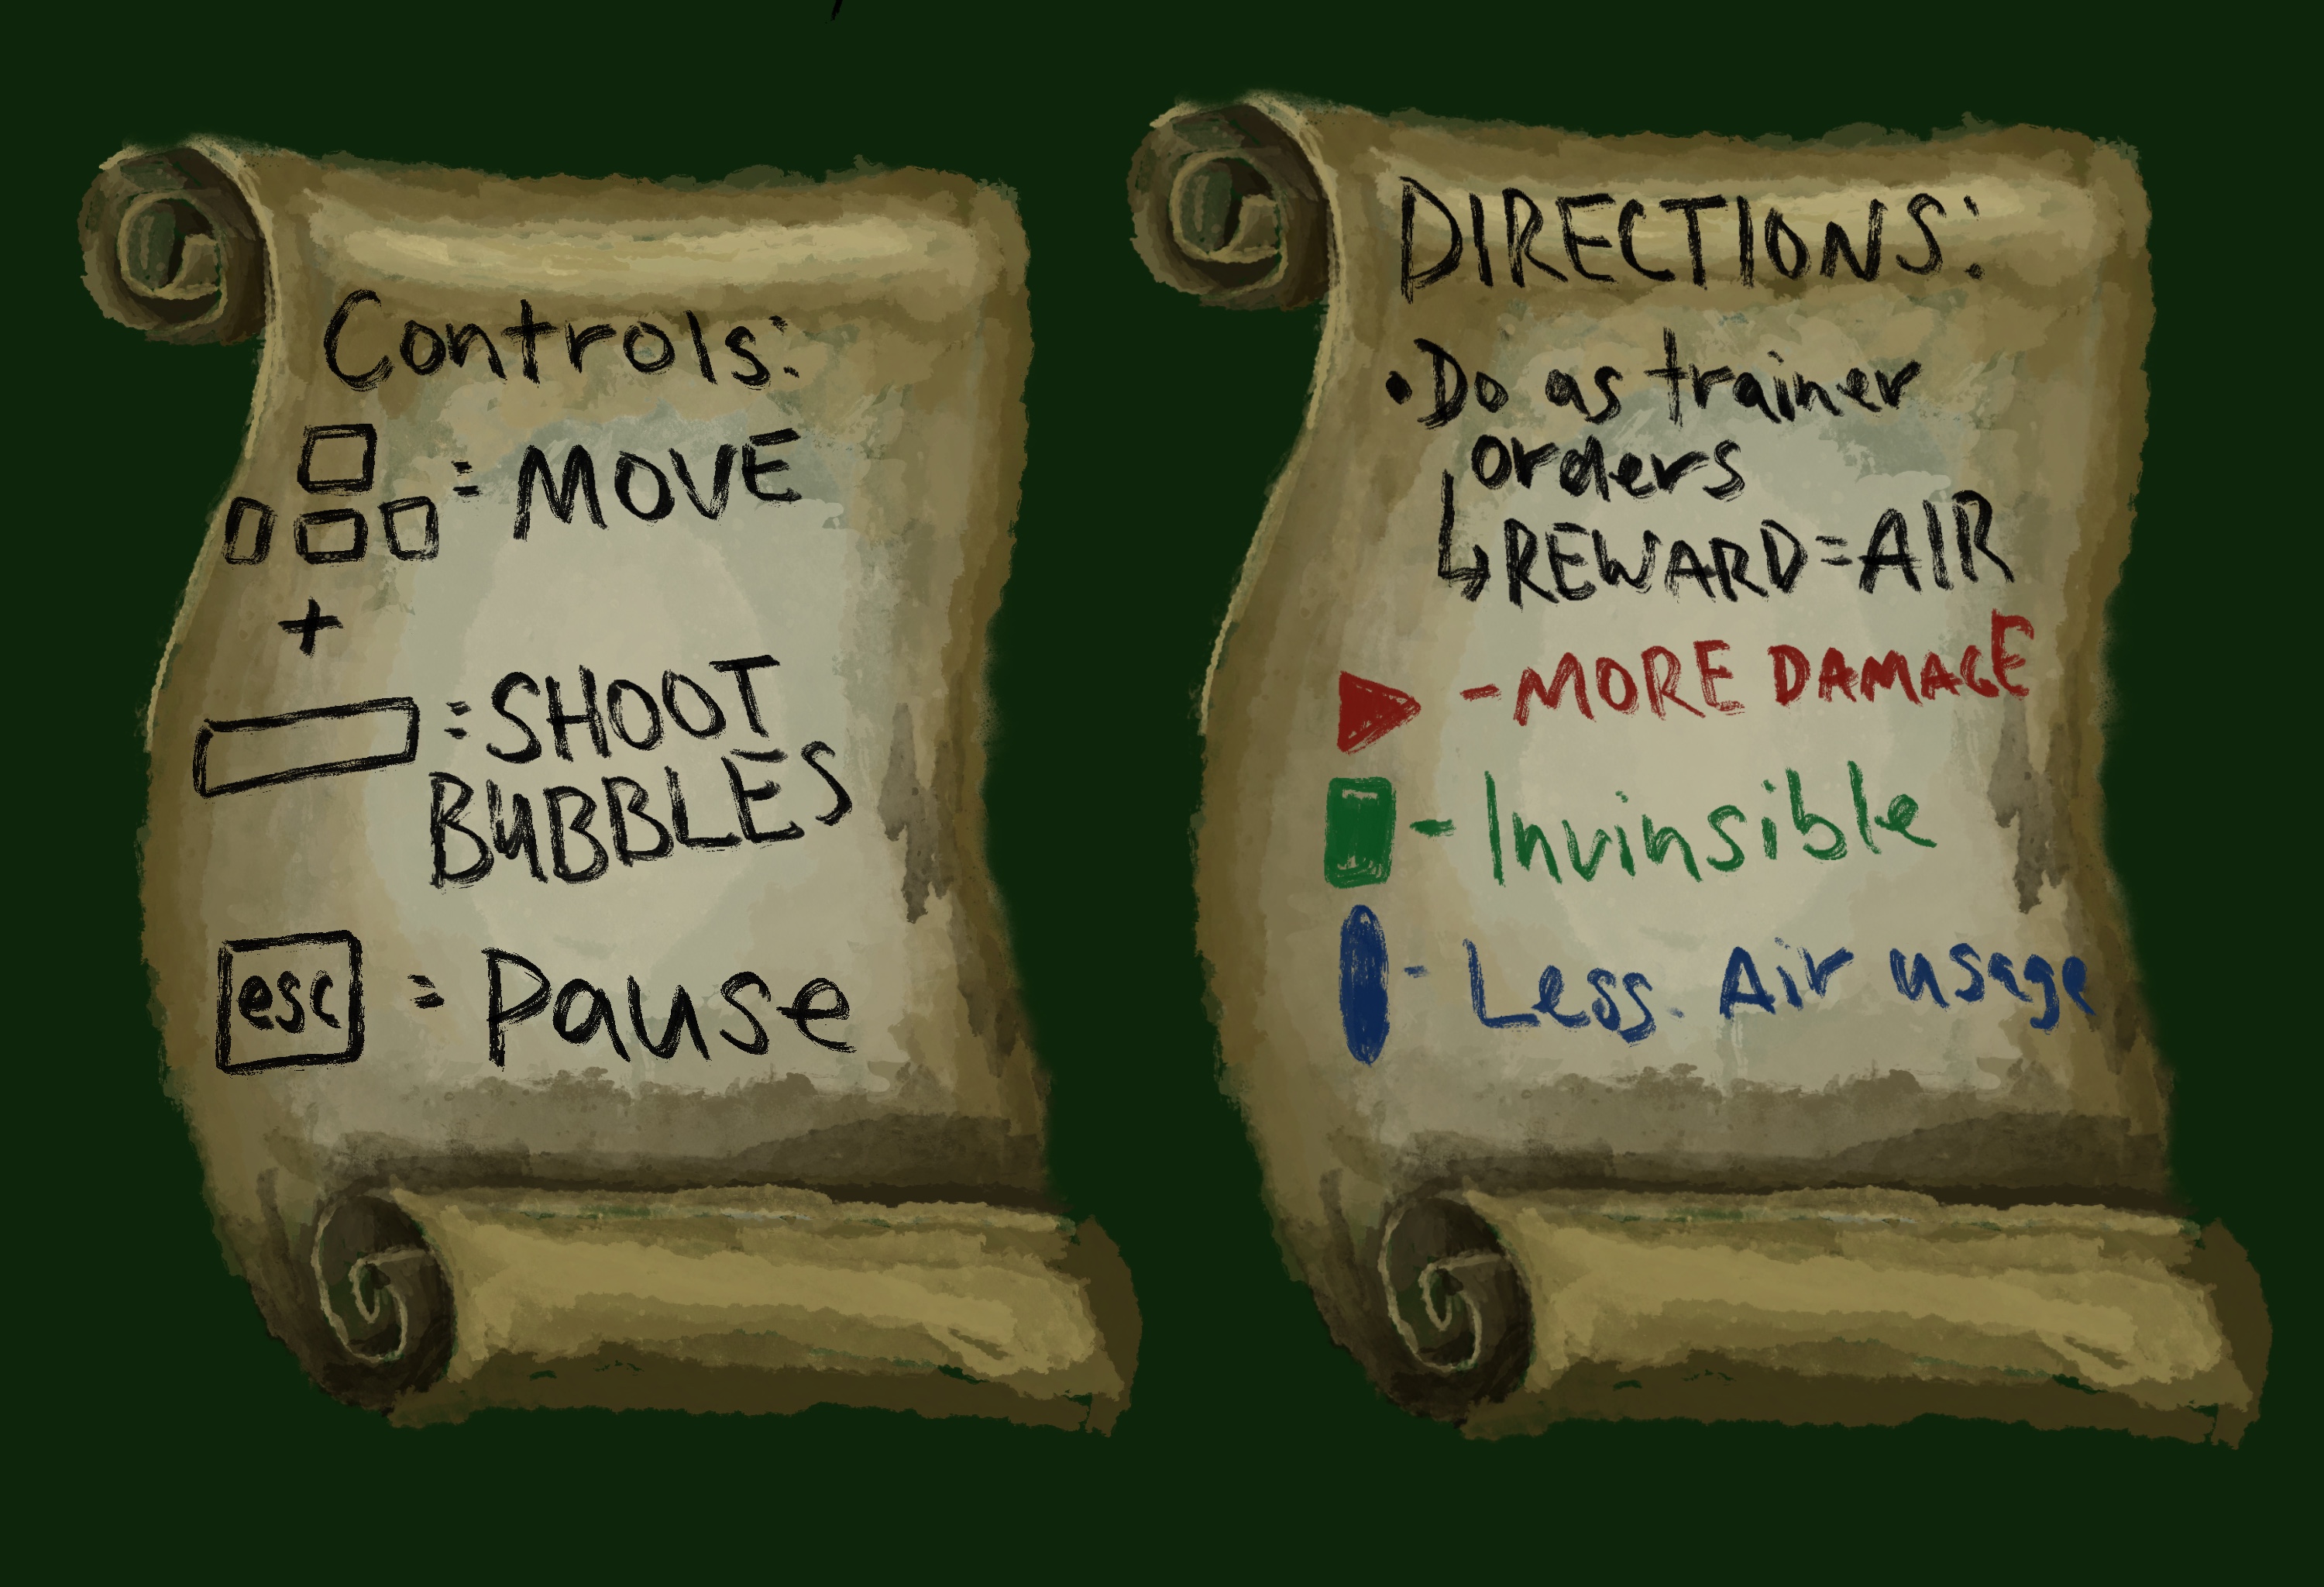 Controls:
= MOVE
+
= SHOOT
BUBBLES
esc = Pause
DIRECTIONS:
• Do as trainer
orders
↳ REWARD = AIR
- MORE DAMAGE
- Invinsible
- Less Air usage